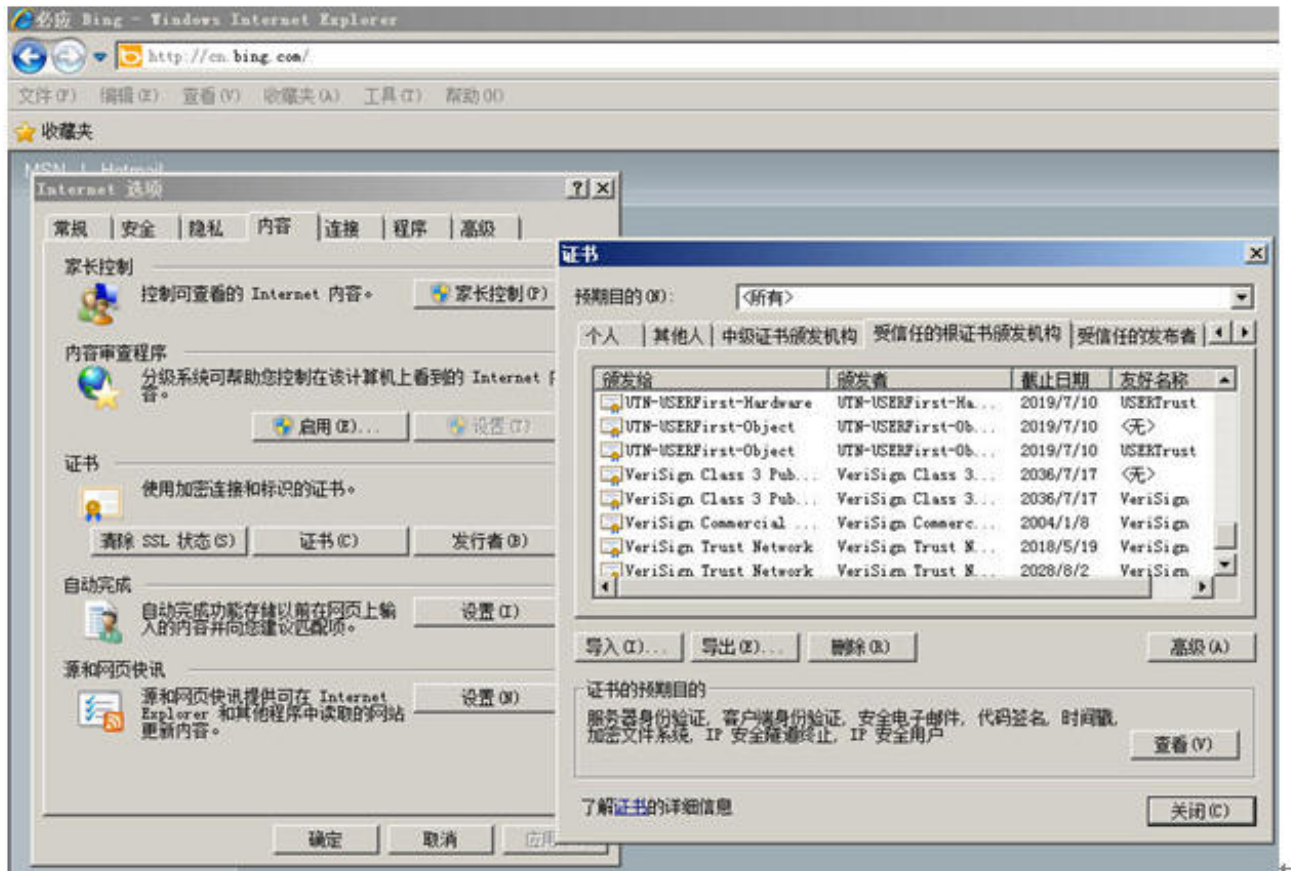 必应 Bing - Windows Internet Explorer
http://cn.bing.com/
文件(F) 编辑(E) 查看(V) 收藏夹(A) 工具(T) 帮助(H)
收藏夹
MSN | Hotmail
Internet 选项
常规 安全 隐私 内容 连接 程序 高级
家长控制
控制可查看的 Internet 内容。 家长控制(P)
内容审查程序
分级系统可帮助您控制在该计算机上看到的 Internet
容。
启用(E)... 设置(T)
证书
使用加密连接和标识的证书。
清除 SSL 状态(S) 证书(C) 发行者(B)
自动完成
自动完成功能存储以前在网页上输
入的内容并向您建议匹配项。
设置(I)
源和网页快讯
源和网页快讯提供可在 Internet
Explorer 和其他程序中读取的网站
更新内容。
设置(N)
确定 取消 应用
证书
预期目的(N): <所有>
个人 其他人 中级证书颁发机构 受信任的根证书颁发机构 受信任的发布者
颁发给 颁发者 截止日期 友好名称
UTN-USERFirst-Hardware UTN-USERFirst-Ha... 2019/7/10 USERTrust
UTN-USERFirst-Object UTN-USERFirst-Ob... 2019/7/10 <无>
UTN-USERFirst-Object UTN-USERFirst-Ob... 2019/7/10 USERTrust
VeriSign Class 3 Pub... VeriSign Class 3... 2036/7/17 <无>
VeriSign Class 3 Pub... VeriSign Class 3... 2036/7/17 VeriSign
VeriSign Commercial ... VeriSign Commerc... 2004/1/8 VeriSign
VeriSign Trust Network VeriSign Trust N... 2018/5/19 VeriSign
VeriSign Trust Network VeriSign Trust N... 2028/8/2 VeriSign
导入(I)... 导出(E)... 删除(R) 高级(A)
证书的预期目的
服务器身份验证, 客户端身份验证, 安全电子邮件, 代码签名, 时间戳,
加密文件系统, IP 安全隧道终止, IP 安全用户
查看(V)
了解证书的详细信息
关闭(C)